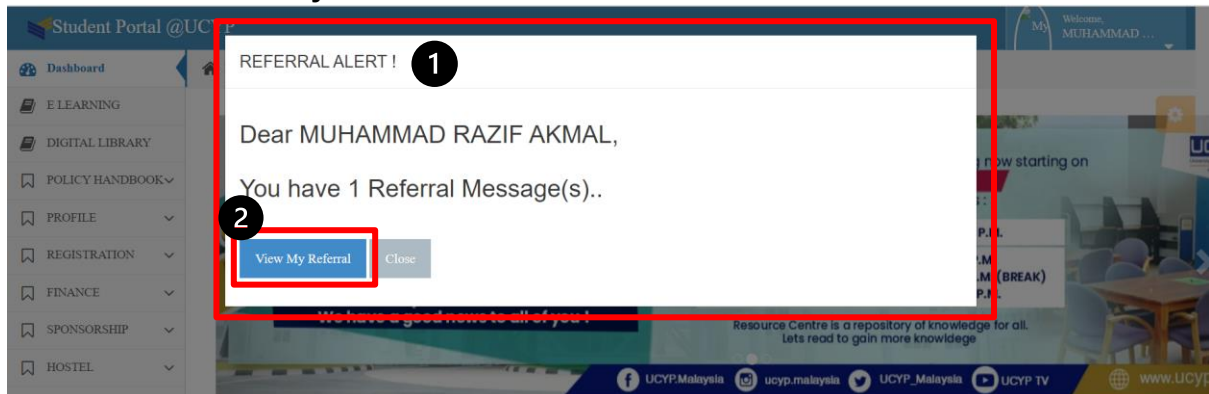 Student Portal @UCYP
My
Welcome,
MUHAMMAD ...
REFERRAL ALERT !
1
Dear MUHAMMAD RAZIF AKMAL,
You have 1 Referral Message(s)..
2
View My Referral
Close
Dashboard
E LEARNING
DIGITAL LIBRARY
POLICY HANDBOOK
PROFILE
REGISTRATION
FINANCE
SPONSORSHIP
HOSTEL
now starting on
(BREAK)
We have a good news to all of you !
Resource Centre is a repository of knowledge for all.
Lets read to gain more knowldege
UCYP.Malaysia
ucyp.malaysia
UCYP_Malaysia
UCYP TV
www.ucyp